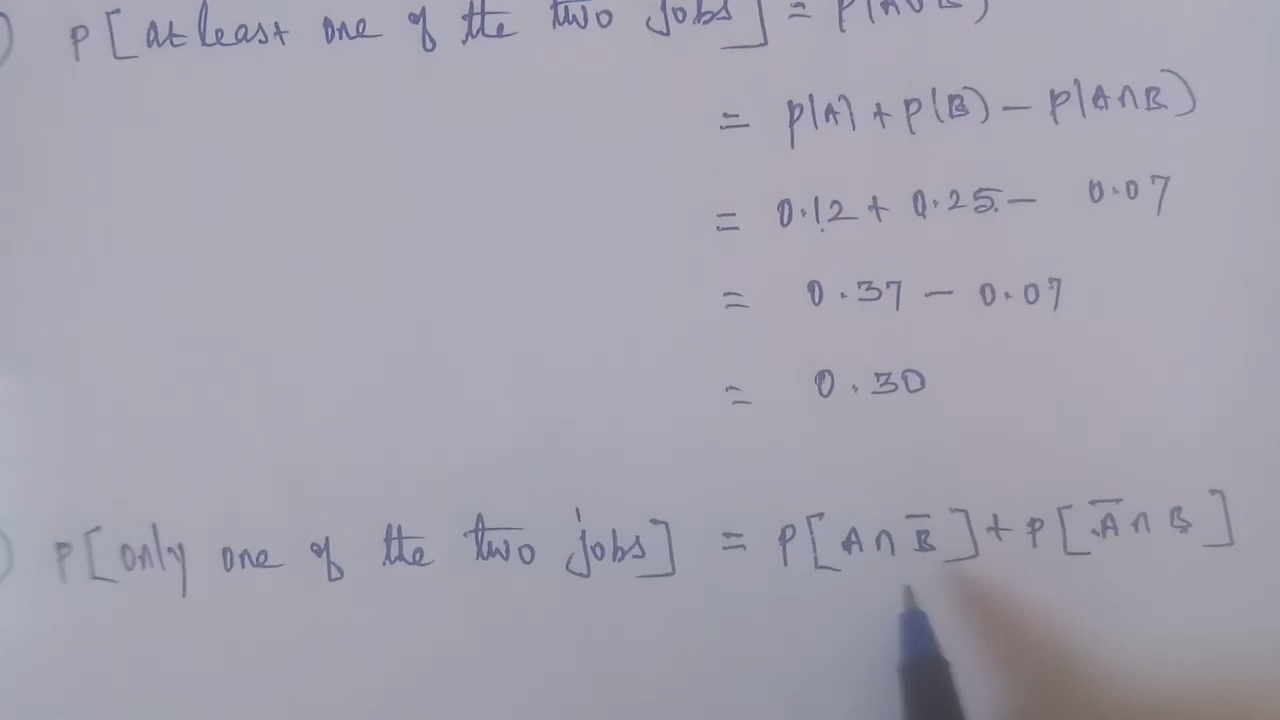 ) P[at least one of the two jobs] = P(A∪B)
= P(A) + P(B) - P(A∩B)
= 0.12 + 0.25 - 0.07
= 0.37 - 0.07
= 0.30
) P[only one of the two jobs] = P[A∩B̅] + P[A̅∩B]